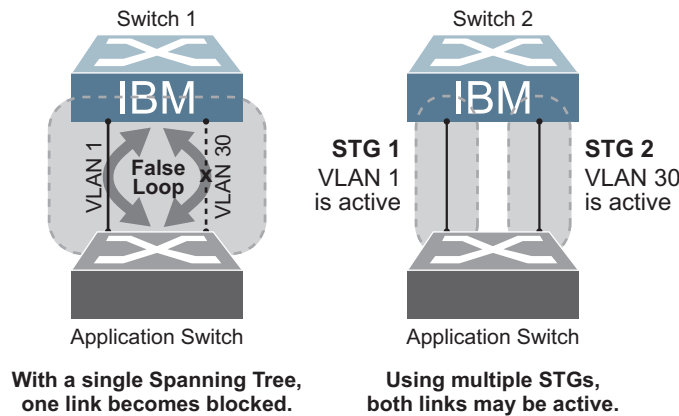 Switch 1
IBM
VLAN 1
False
Loop
x
VLAN 30
Application Switch
With a single Spanning Tree,
one link becomes blocked.
Switch 2
IBM
STG 1
VLAN 1
is active
STG 2
VLAN 30
is active
Application Switch
Using multiple STGs,
both links may be active.